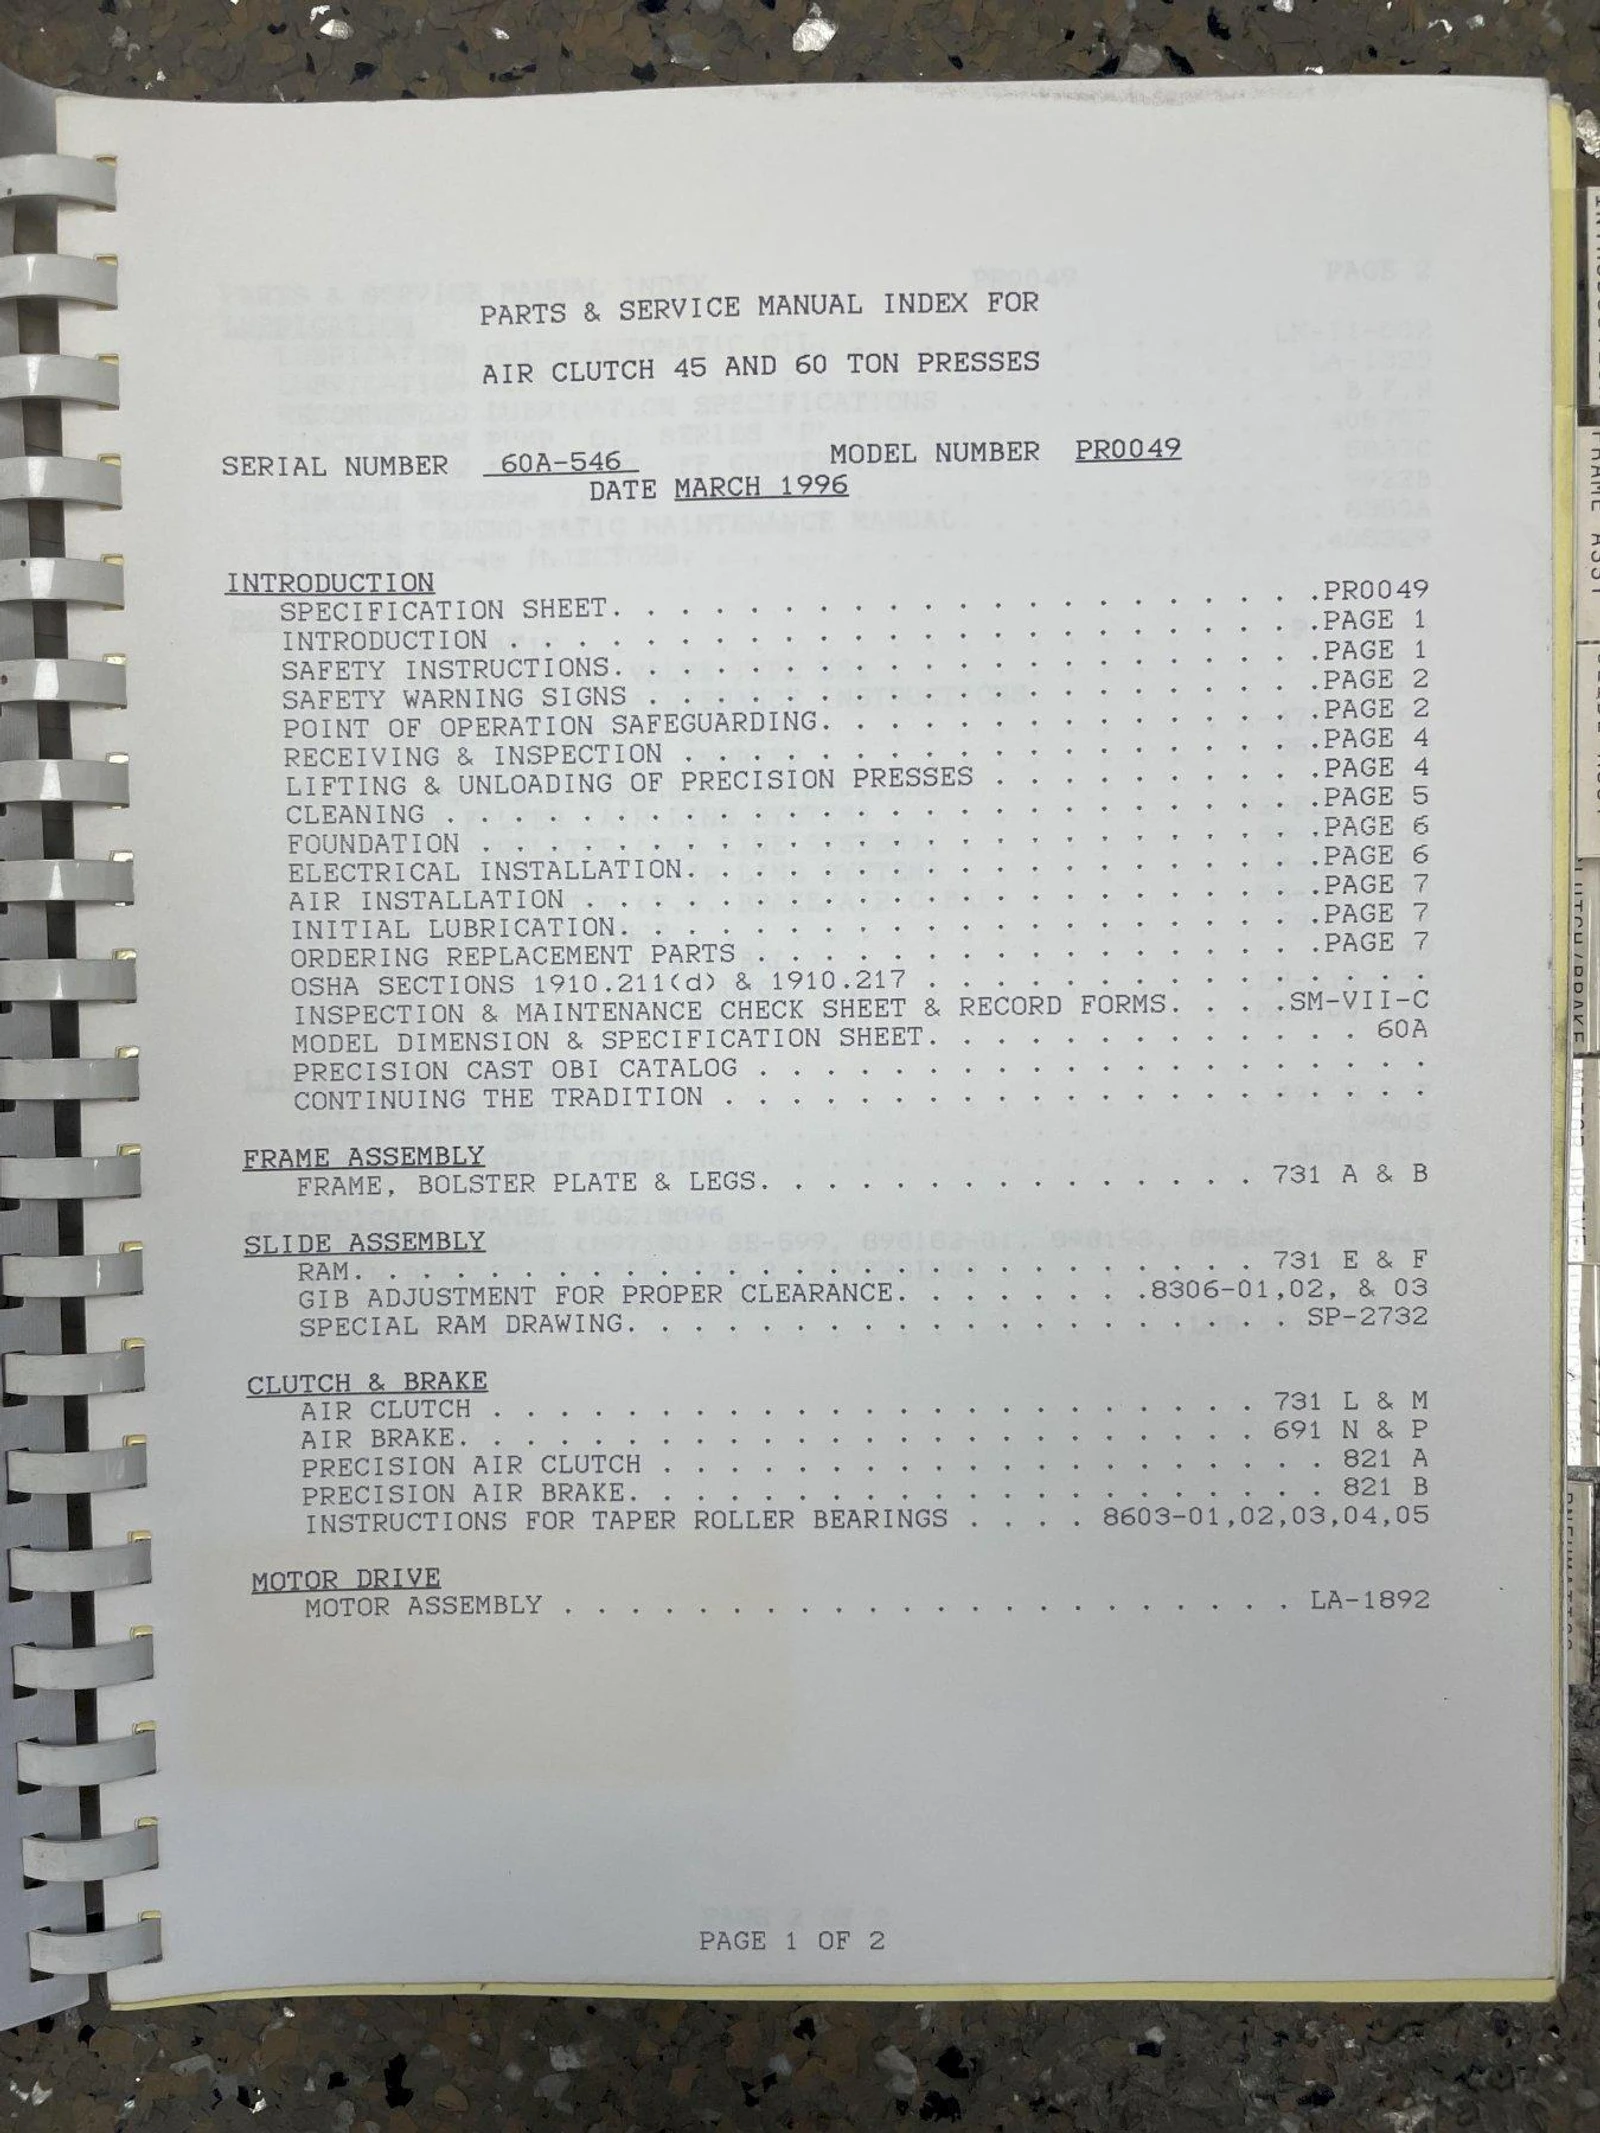 PARTS & SERVICE MANUAL INDEX FOR
AIR CLUTCH 45 AND 60 TON PRESSES
SERIAL NUMBER 60A-546 MODEL NUMBER PR0049
DATE MARCH 1996
INTRODUCTION
SPECIFICATION SHEET. . . . . . . . . . . . . . . . . . . . .PR0049
INTRODUCTION . . . . . . . . . . . . . . . . . . . . . . . .PAGE 1
SAFETY INSTRUCTIONS. . . . . . . . . . . . . . . . . . . . .PAGE 1
SAFETY WARNING SIGNS . . . . . . . . . . . . . . . . . . . .PAGE 2
POINT OF OPERATION SAFEGUARDING. . . . . . . . . . . . . . .PAGE 2
RECEIVING & INSPECTION . . . . . . . . . . . . . . . . . . .PAGE 4
LIFTING & UNLOADING OF PRECISION PRESSES . . . . . . . . . .PAGE 4
CLEANING . . . . . . . . . . . . . . . . . . . . . . . . . .PAGE 5
FOUNDATION . . . . . . . . . . . . . . . . . . . . . . . . .PAGE 6
ELECTRICAL INSTALLATION. . . . . . . . . . . . . . . . . . .PAGE 6
AIR INSTALLATION . . . . . . . . . . . . . . . . . . . . . .PAGE 7
INITIAL LUBRICATION. . . . . . . . . . . . . . . . . . . . .PAGE 7
ORDERING REPLACEMENT PARTS . . . . . . . . . . . . . . . . .PAGE 7
OSHA SECTIONS 1910.211(d) & 1910.217 . . . . . . . . . . . . . . .
INSPECTION & MAINTENANCE CHECK SHEET & RECORD FORMS. . . .SM-VII-C
MODEL DIMENSION & SPECIFICATION SHEET. . . . . . . . . . . . . 60A
PRECISION CAST OBI CATALOG . . . . . . . . . . . . . . . . . . . .
CONTINUING THE TRADITION . . . . . . . . . . . . . . . . . . . . .
FRAME ASSEMBLY
FRAME, BOLSTER PLATE & LEGS. . . . . . . . . . . . . . . 731 A & B
SLIDE ASSEMBLY
RAM. . . . . . . . . . . . . . . . . . . . . . . . . . . 731 E & F
GIB ADJUSTMENT FOR PROPER CLEARANCE. . . . . . . .8306-01,02, & 03
SPECIAL RAM DRAWING. . . . . . . . . . . . . . . . . . . . SP-2732
CLUTCH & BRAKE
AIR CLUTCH . . . . . . . . . . . . . . . . . . . . . . . 731 L & M
AIR BRAKE. . . . . . . . . . . . . . . . . . . . . . . . 691 N & P
PRECISION AIR CLUTCH . . . . . . . . . . . . . . . . . . . . 821 A
PRECISION AIR BRAKE. . . . . . . . . . . . . . . . . . . . . 821 B
INSTRUCTIONS FOR TAPER ROLLER BEARINGS . . . . 8603-01,02,03,04,05
MOTOR DRIVE
MOTOR ASSEMBLY . . . . . . . . . . . . . . . . . . . . . . LA-1892
PAGE 1 OF 2